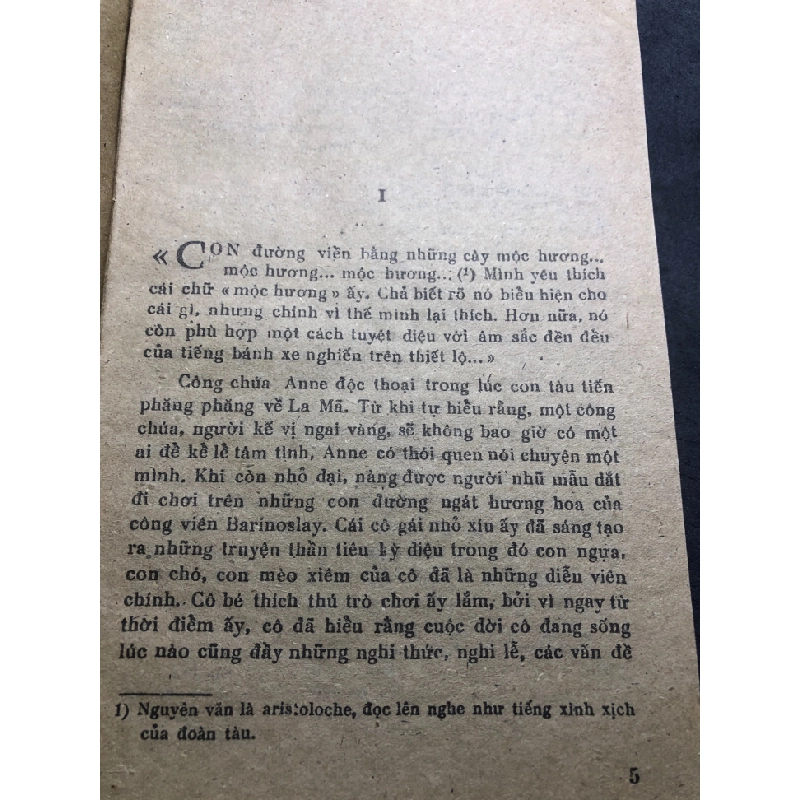 I
« CON đường viền bằng những cây mộc hương...
mộc hương... mộc hương...; (¹) Mình yêu thích
cái chữ « mộc hương » ấy. Chả biết rõ nó biểu hiện cho
cái gì, nhưng chính vì thế mình lại thích. Hơn nữa, nó
còn phù hợp một cách tuyệt diệu với âm sắc đền đều
của tiếng bánh xe nghiến trên thiết lộ...»
Công chúa Anne độc thoại trong lúc con tàu tiến
phăng phăng về La Mã. Từ khi tự hiểu rằng, một công
chúa, người kế vị ngai vàng, sẽ không bao giờ có một
ai để kể lể tâm tình, Anne có thói quen nói chuyện một
mình. Khi còn nhỏ dại, nàng được người nhũ mẫu dắt
đi chơi trên những con đường ngát hương hoa của
công viên Barinoslay. Cái cô gái nhỏ xíu ấy đã sáng tạo
ra những truyện thần tiên kỳ diệu trong đó con ngựa,
con chó, con mèo xiêm của cô đã là những diễn viên
chính. Cô bé thích thú trò chơi ấy lắm, bởi vì ngay từ
thời điểm ấy, cô đã hiểu rằng cuộc đời cô đang sống
lúc nào cũng đầy những nghi thức, nghi lễ, các vấn đề
1) Nguyên văn là aristoloche, đọc lên nghe như tiếng xình xịch
của đoàn tàu.
5